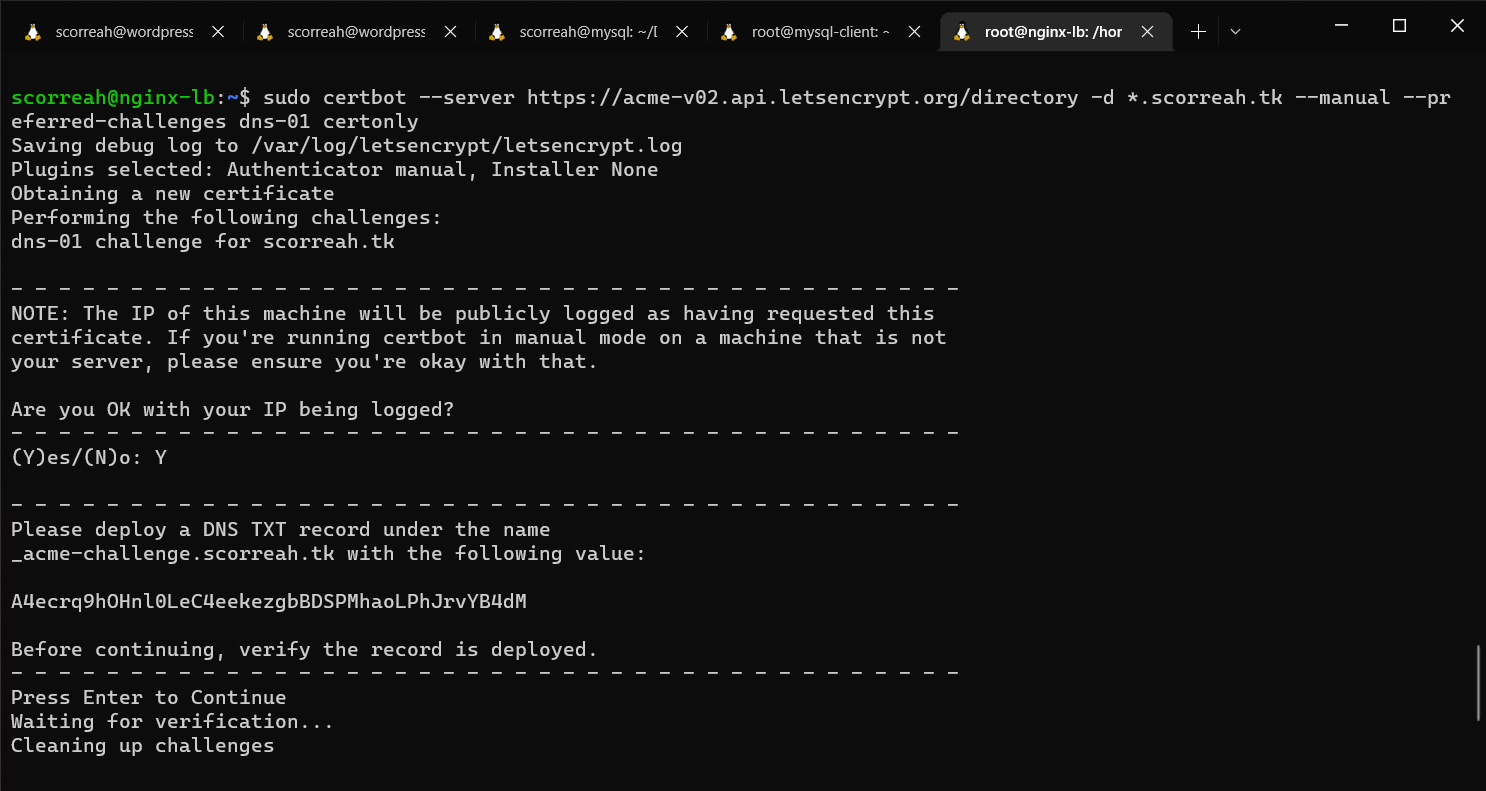 scorreah@wordpress
scorreah@wordpress
scorreah@mysql: ~/[
root@mysql-client: ~
root@nginx-lb: /hor
scorreah@nginx-lb:~$ sudo certbot --server https://acme-v02.api.letsencrypt.org/directory -d *.scorreah.tk --manual --pr
eferred-challenges dns-01 certonly
Saving debug log to /var/log/letsencrypt/letsencrypt.log
Plugins selected: Authenticator manual, Installer None
Obtaining a new certificate
Performing the following challenges:
dns-01 challenge for scorreah.tk
- - - - - - - - - - - - - - - - - - - - - - - - - - - - - - - - - - - - - - - -
NOTE: The IP of this machine will be publicly logged as having requested this
certificate. If you're running certbot in manual mode on a machine that is not
your server, please ensure you're okay with that.
Are you OK with your IP being logged?
- - - - - - - - - - - - - - - - - - - - - - - - - - - - - - - - - - - - - - - -
(Y)es/(N)o: Y
- - - - - - - - - - - - - - - - - - - - - - - - - - - - - - - - - - - - - - - -
Please deploy a DNS TXT record under the name
_acme-challenge.scorreah.tk with the following value:
A4ecrq9hOHnl0LeC4eekezgbBDSPMhaoLPhJrvYB4dM
Before continuing, verify the record is deployed.
- - - - - - - - - - - - - - - - - - - - - - - - - - - - - - - - - - - - - - - -
Press Enter to Continue
Waiting for verification...
Cleaning up challenges